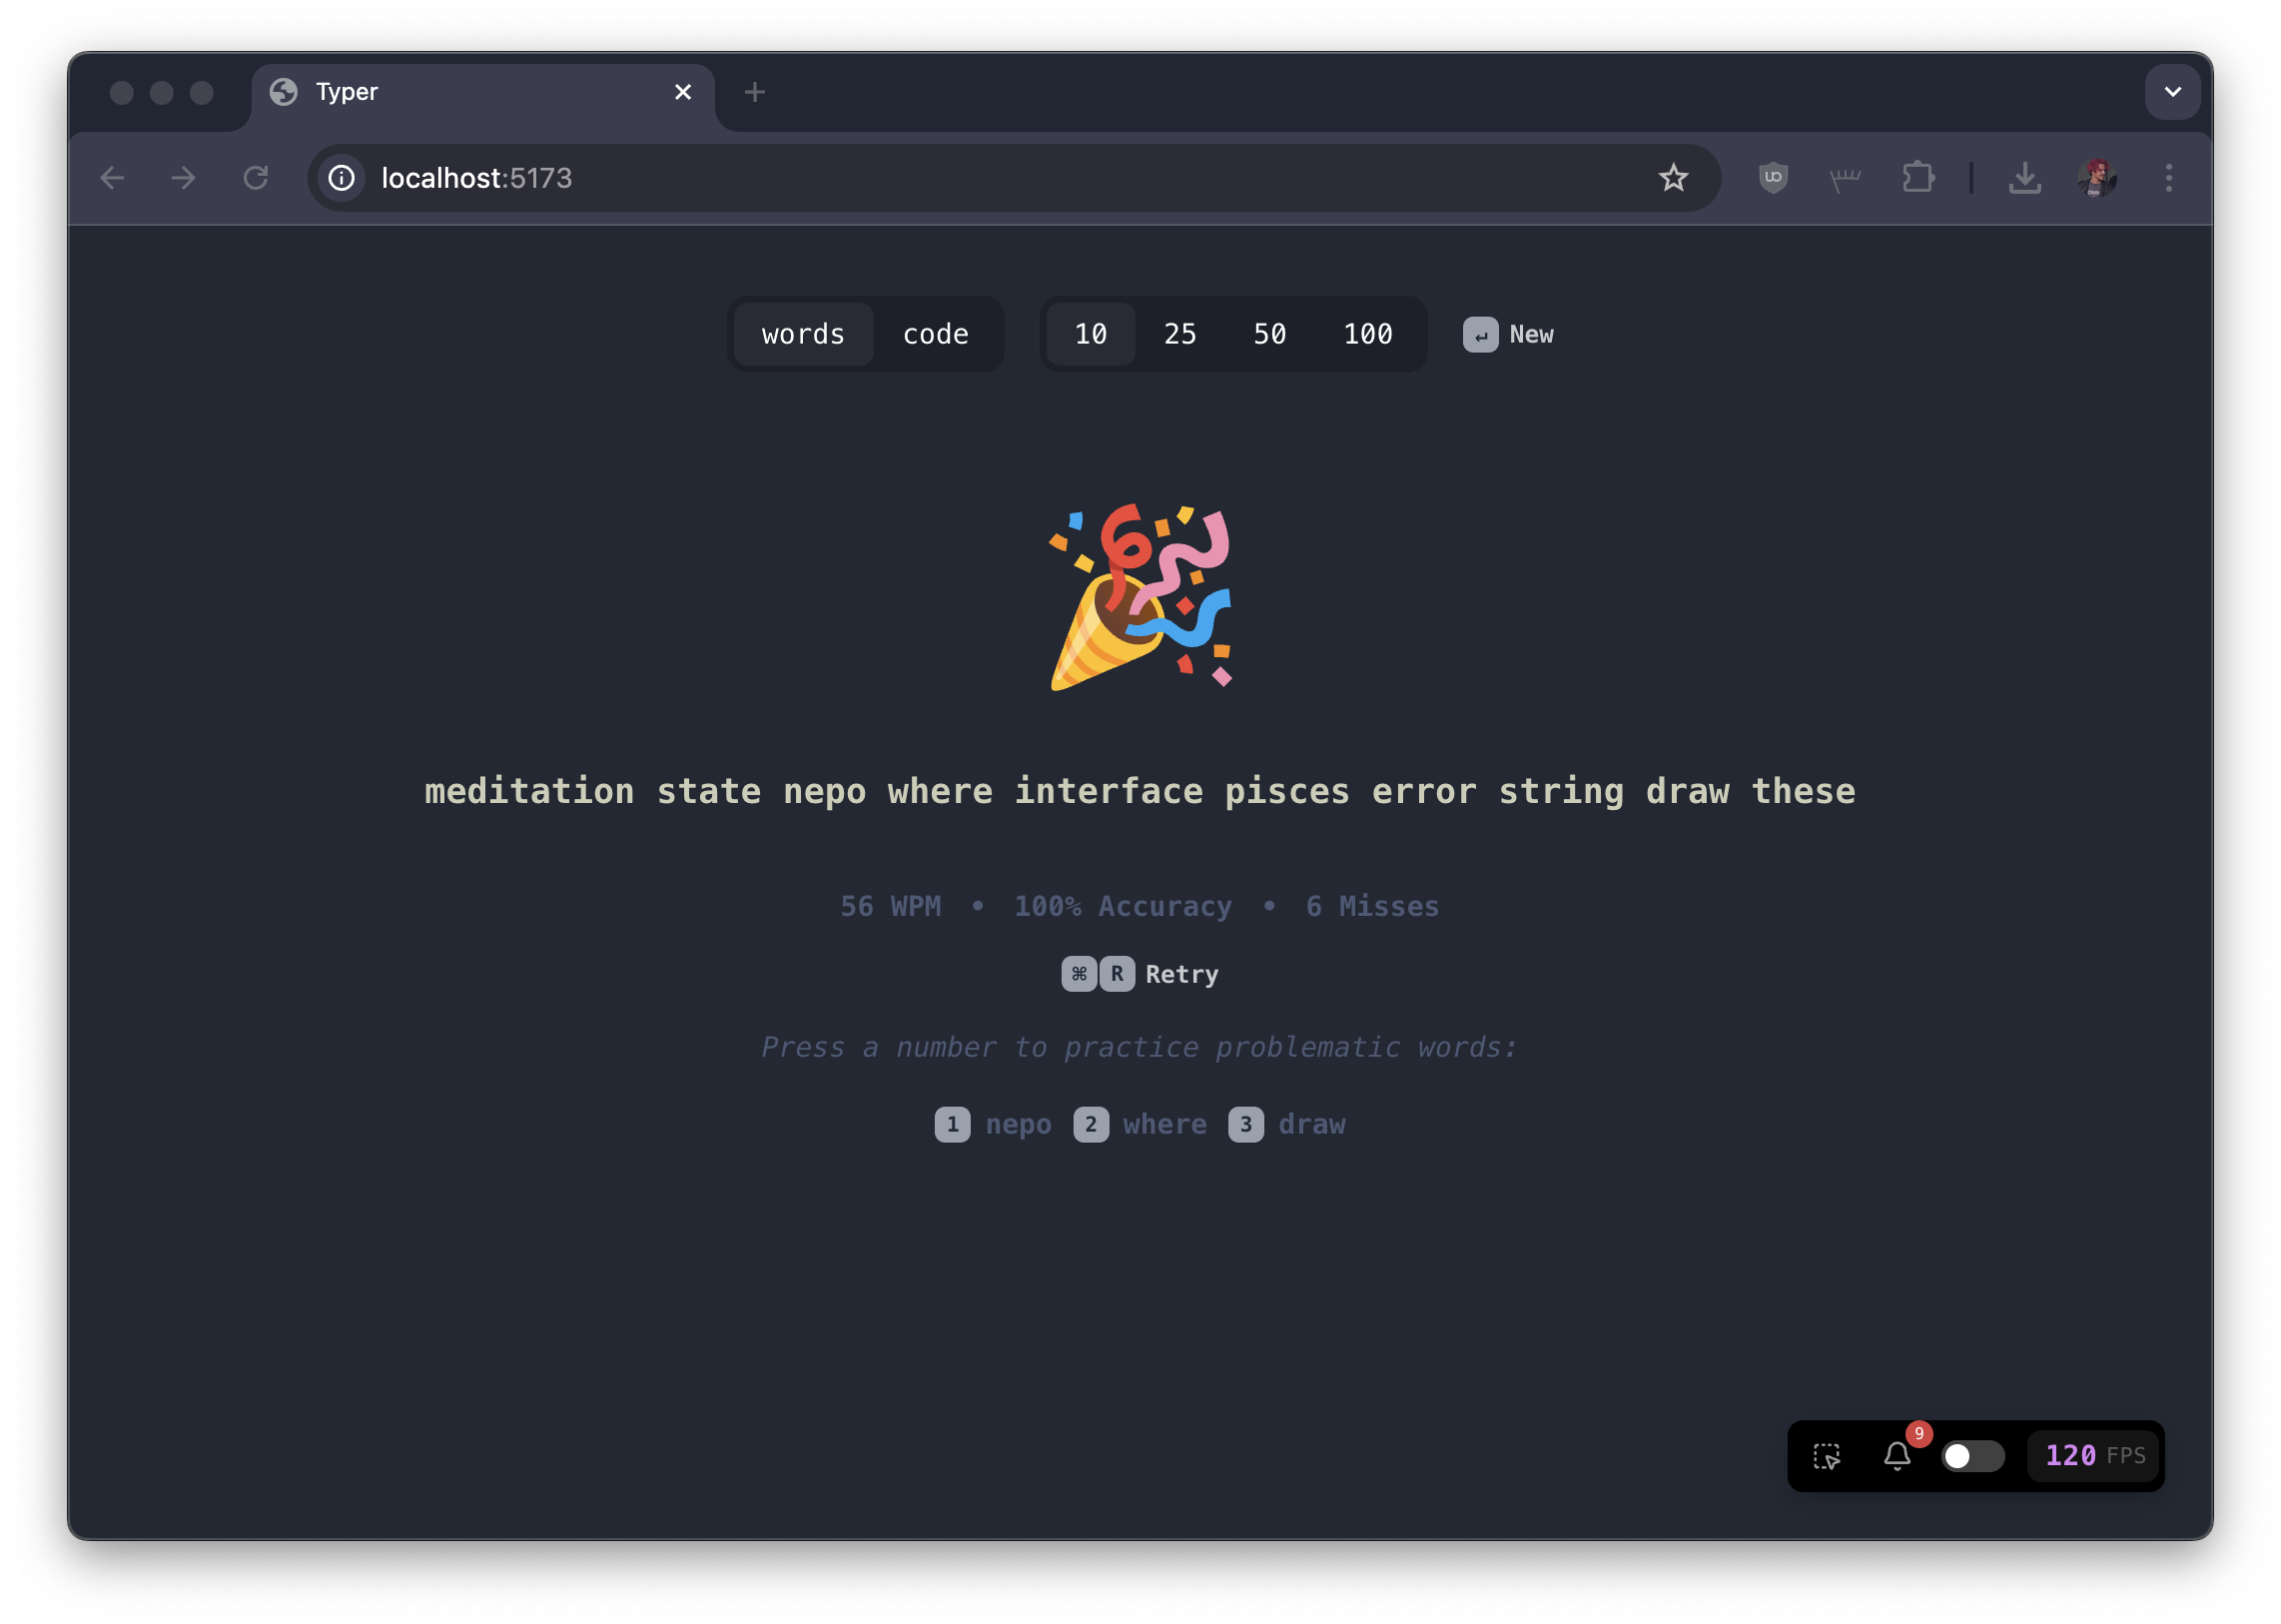 Typer
localhost:5173
words code 10 25 50 100 ↵ New
meditation state nepo where interface pisces error string draw these
56 WPM • 100% Accuracy • 6 Misses
⌘ R Retry
Press a number to practice problematic words:
1 nepo 2 where 3 draw
9
120 FPS